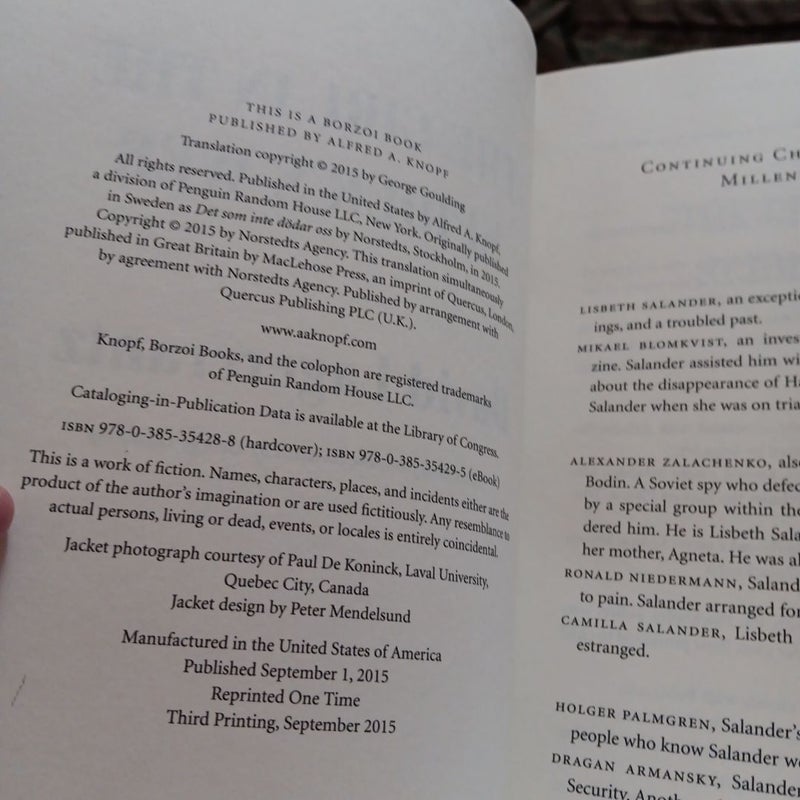 THIS IS A BORZOI BOOK
PUBLISHED BY ALFRED A. KNOPF
Translation copyright © 2015 by George Goulding
All rights reserved. Published in the United States by Alfred A. Knopf,
a division of Penguin Random House LLC, New York. Originally published
in Sweden as Det som inte dödar oss by Norstedts, Stockholm, in 2015.
Copyright © 2015 by Norstedts Agency. This translation simultaneously
published in Great Britain by MacLehose Press, an imprint of Quercus, London,
by agreement with Norstedts Agency. Published by arrangement with
Quercus Publishing PLC (U.K.).
www.aaknopf.com
Knopf, Borzoi Books, and the colophon are registered trademarks
of Penguin Random House LLC.
Cataloging-in-Publication Data is available at the Library of Congress.
ISBN 978-0-385-35428-8 (hardcover); ISBN 978-0-385-35429-5 (eBook)
This is a work of fiction. Names, characters, places, and incidents either are the
product of the author's imagination or are used fictitiously. Any resemblance to
actual persons, living or dead, events, or locales is entirely coincidental.
Jacket photograph courtesy of Paul De Koninck, Laval University,
Quebec City, Canada
Jacket design by Peter Mendelsund
Manufactured in the United States of America
Published September 1, 2015
Reprinted One Time
Third Printing, September 2015
CONTINUING CH
MILLEN
LISBETH SALANDER, an excepti
ings, and a troubled past.
MIKAEL BLOMKVIST, an inves
zine. Salander assisted him wi
about the disappearance of Ha
Salander when she was on tria
ALEXANDER ZALACHENKO, als
Bodin. A Soviet spy who defec
by a special group within the
dered him. He is Lisbeth Sala
her mother, Agneta. He was al
RONALD NIEDERMANN, Saland
to pain. Salander arranged for
CAMILLA SALANDER, Lisbeth
estranged.
HOLGER PALMGREN, Salander's
people who know Salander we
DRAGAN ARMANSKY, Salander
Security. Anoth